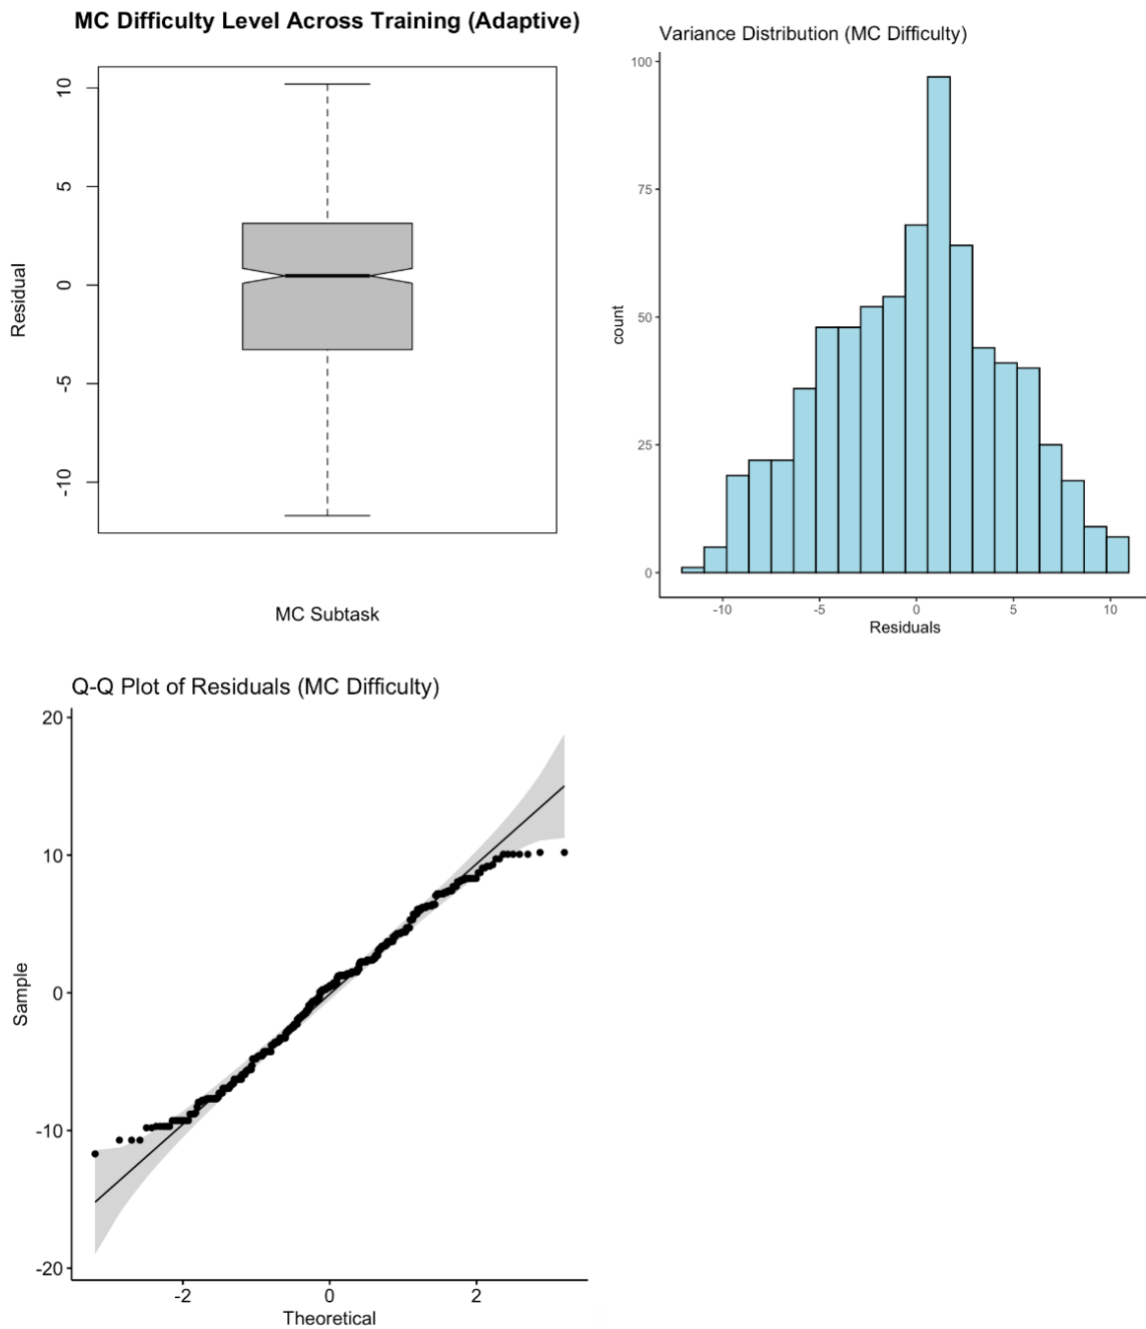 MC Difficulty Level Across Training (Adaptive)
10
5
0
-5
-10
Residual
MC Subtask
Variance Distribution (MC Difficulty)
100
75
50
25
0
count
-10 -5 0 5 10
Residuals
Q-Q Plot of Residuals (MC Difficulty)
20
10
0
-10
-20
Sample
-2 0 2
Theoretical